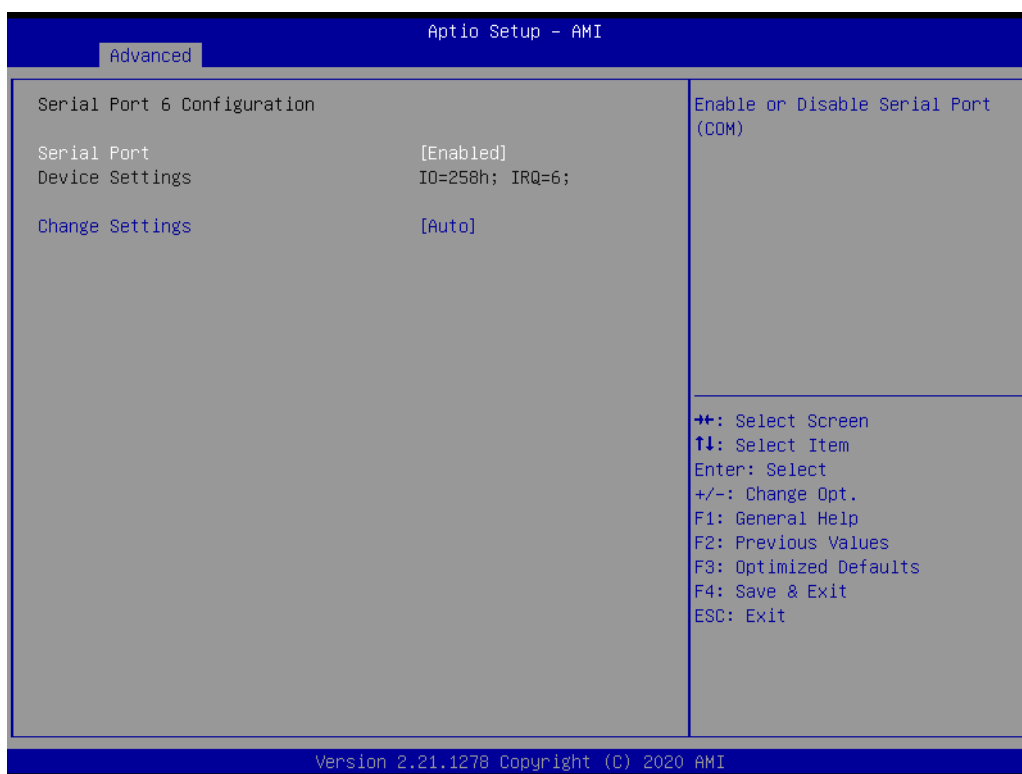 Aptio Setup – AMI
Advanced
Serial Port 6 Configuration
Serial Port [Enabled]
Device Settings IO=258h; IRQ=6;
Change Settings [Auto]
Enable or Disable Serial Port
(COM)
→←: Select Screen
↑↓: Select Item
Enter: Select
+/-: Change Opt.
F1: General Help
F2: Previous Values
F3: Optimized Defaults
F4: Save & Exit
ESC: Exit
Version 2.21.1278 Copyright (C) 2020 AMI